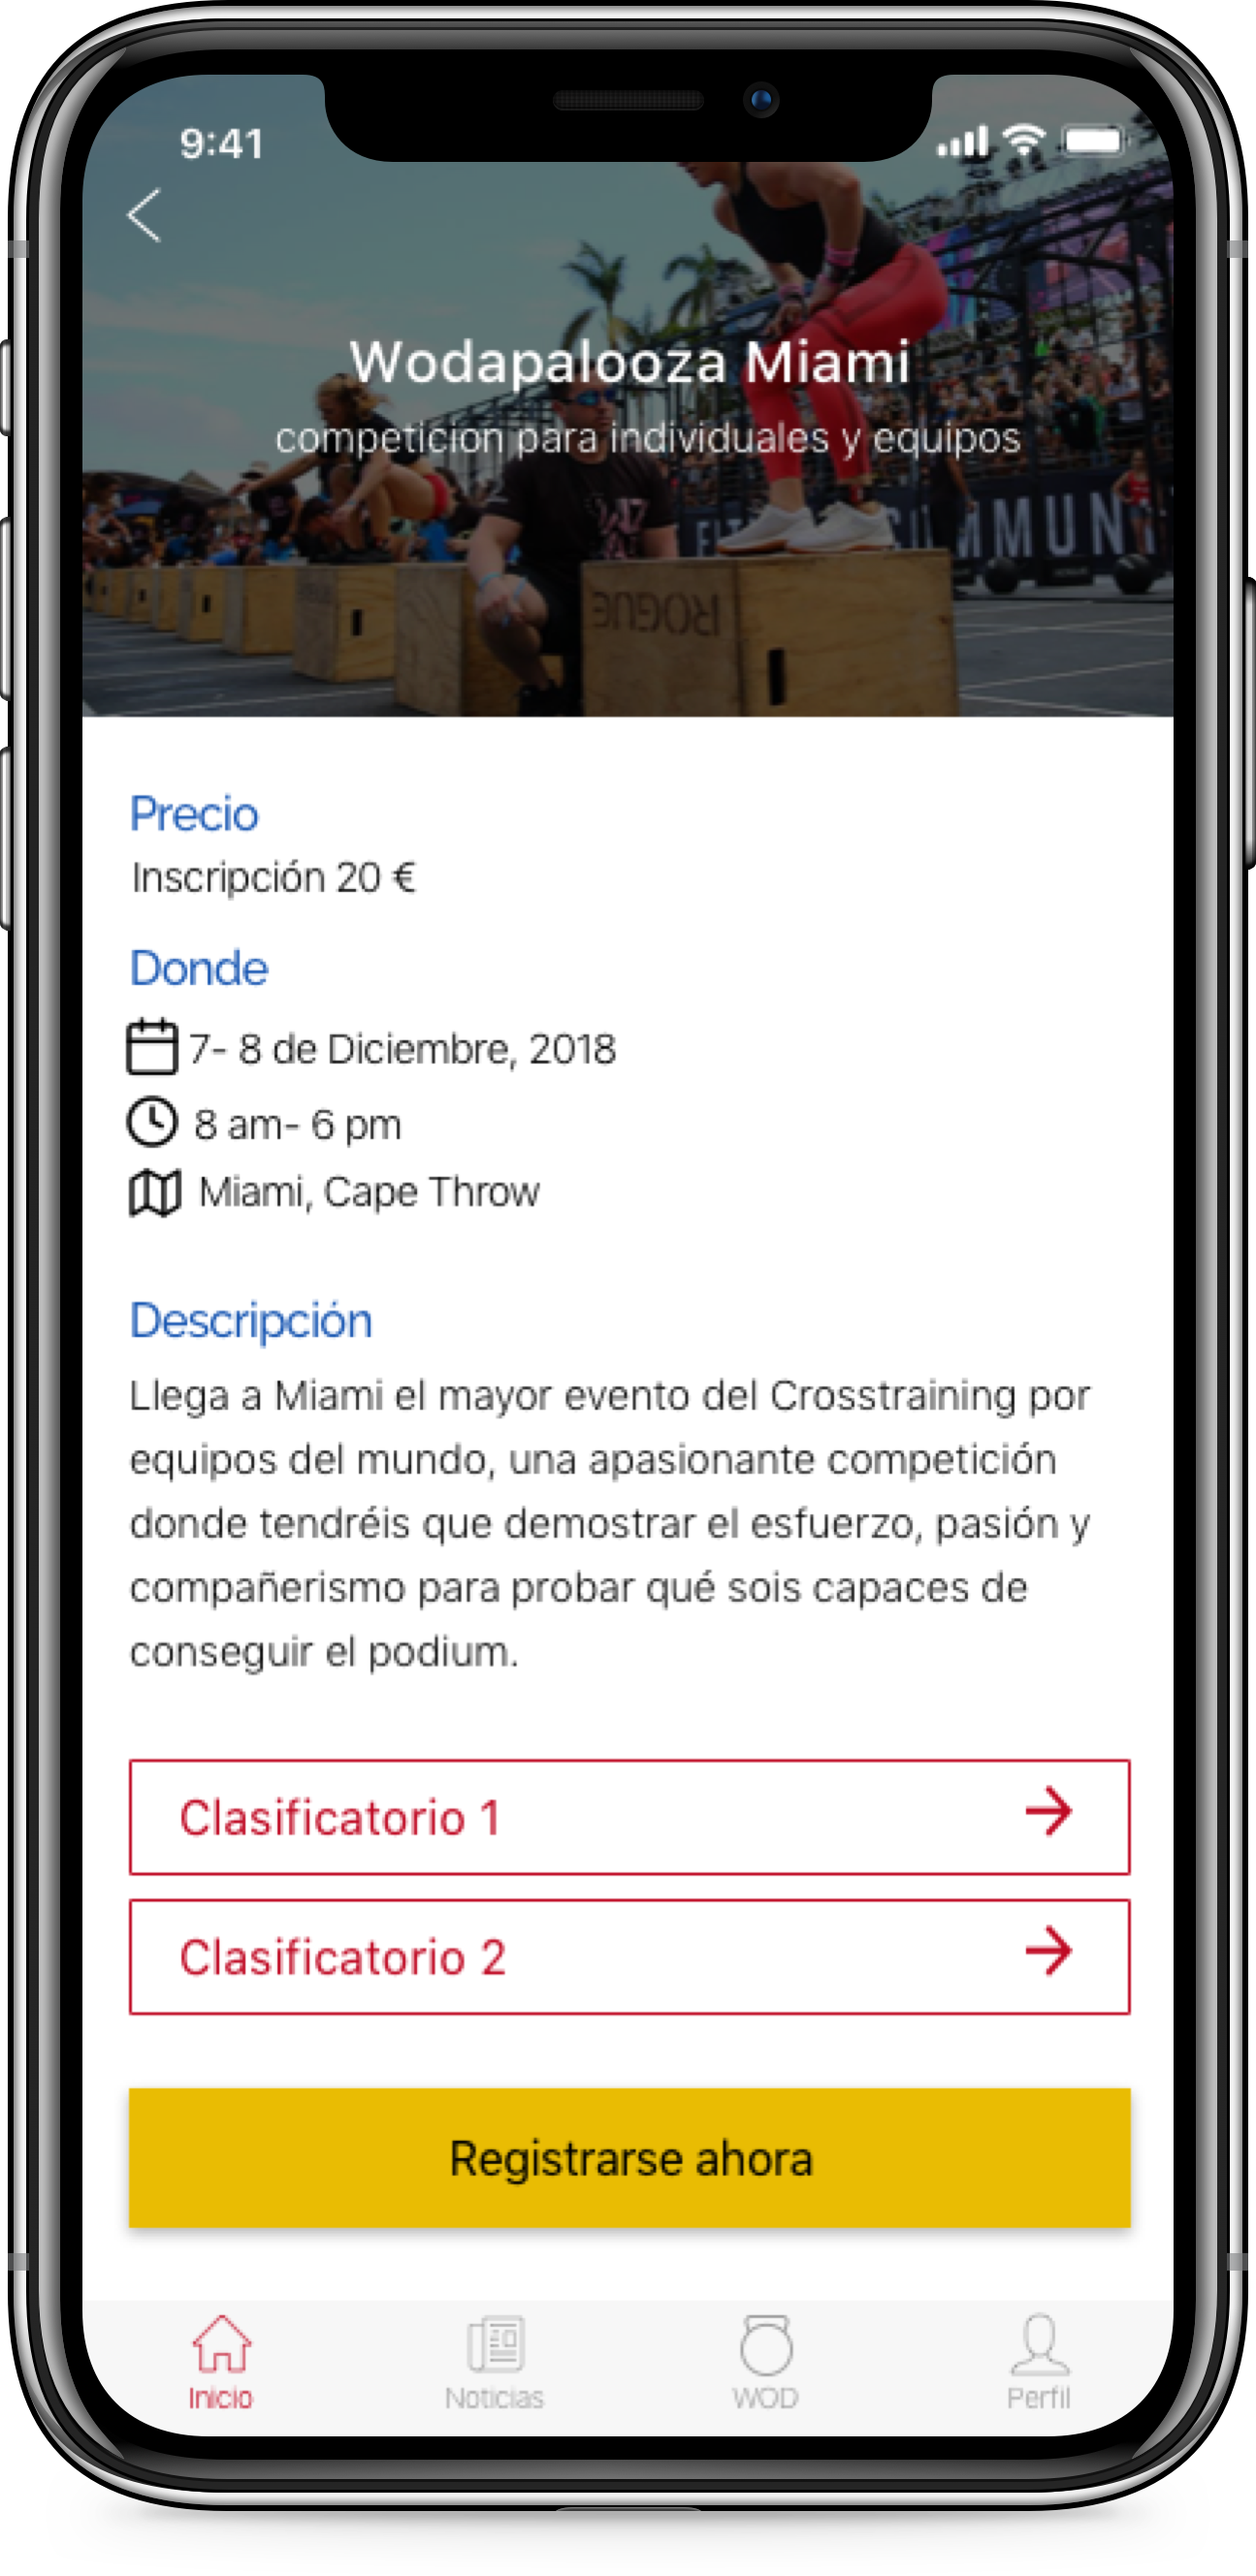 9:41
Wodapalooza Miami
competicion para individuales y equipos
FIT COMMUN
ROGUE
Precio
Inscripción 20 €
Donde
7- 8 de Diciembre, 2018
8 am- 6 pm
Miami, Cape Throw
Descripción
Llega a Miami el mayor evento del Crosstraining por
equipos del mundo, una apasionante competición
donde tendréis que demostrar el esfuerzo, pasión y
compañerismo para probar qué sois capaces de
conseguir el podium.
Clasificatorio 1
Clasificatorio 2
Registrarse ahora
Inicio
Noticias
WOD
Perfil